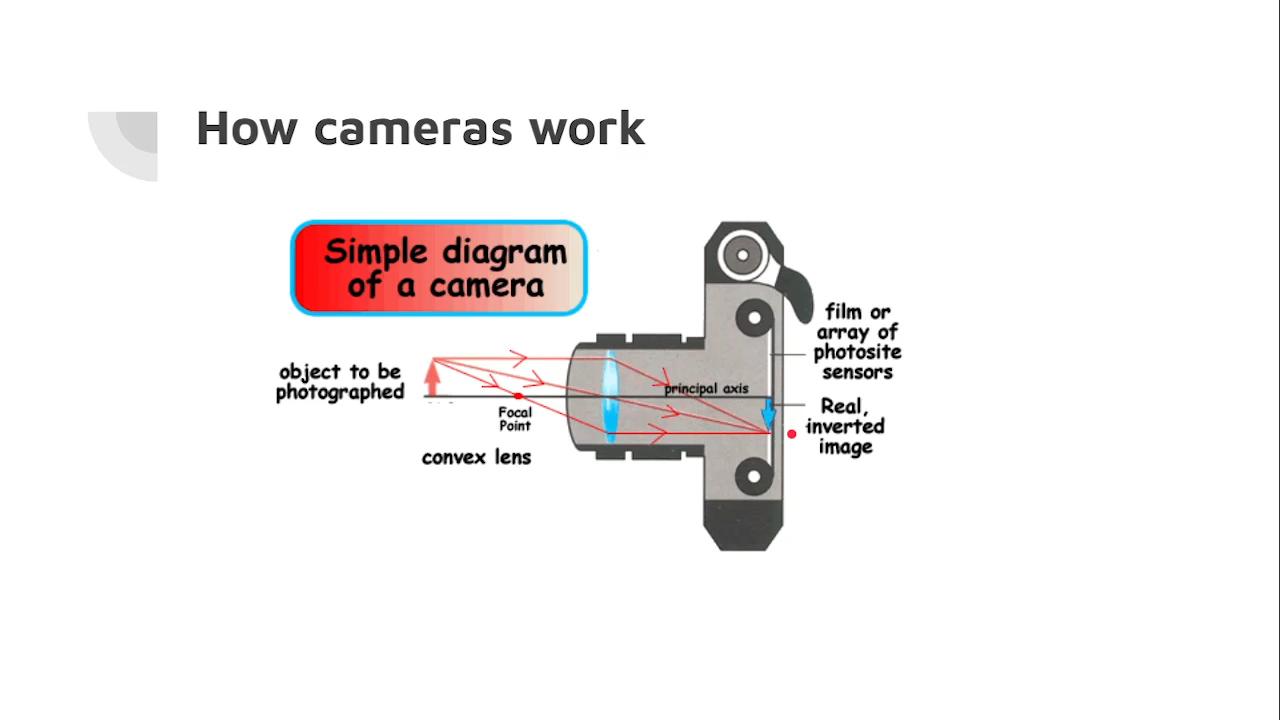 How cameras work
Simple diagram
of a camera
object to be
photographed
Focal
Point
convex lens
principal axis
film or
array of
photosite
sensors
Real,
inverted
image